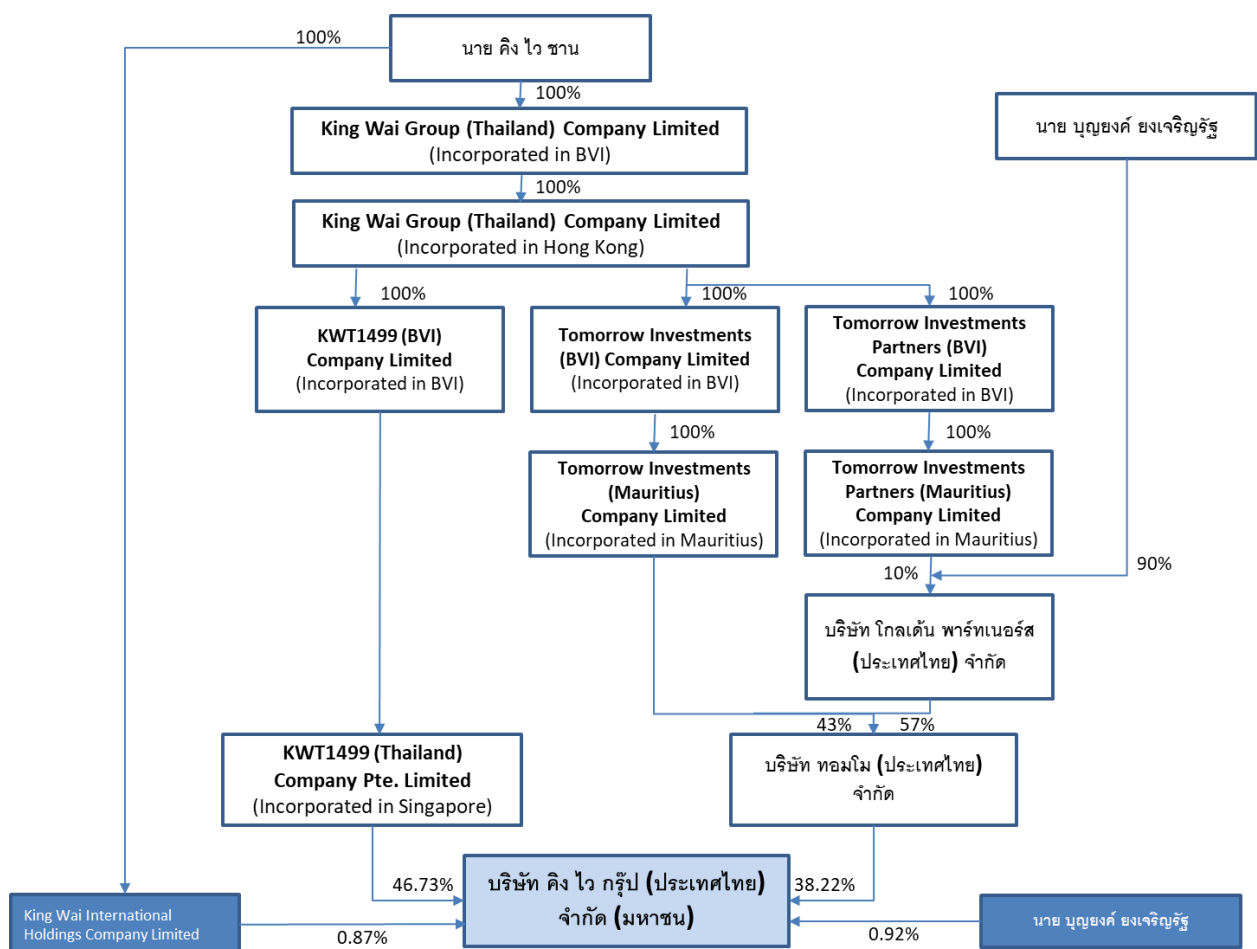 100%
นาย คิง ไว ชาน
100%
King Wai Group (Thailand) Company Limited
(Incorporated in BVI)
นาย บุญยงค์ ยงเจริญรัฐ
100%
King Wai Group (Thailand) Company Limited
(Incorporated in Hong Kong)
100%
100%
100%
KWT1499 (BVI)
Company Limited
(Incorporated in BVI)
Tomorrow Investments
(BVI) Company Limited
(Incorporated in BVI)
Tomorrow Investments
Partners (BVI)
Company Limited
(Incorporated in BVI)
100%
100%
Tomorrow Investments
(Mauritius)
Company Limited
(Incorporated in Mauritius)
Tomorrow Investments
Partners (Mauritius)
Company Limited
(Incorporated in Mauritius)
10%
90%
บริษัท โกลเด้น พาร์ทเนอร์ส
(ประเทศไทย) จำกัด
43%
57%
KWT1499 (Thailand)
Company Pte. Limited
(Incorporated in Singapore)
บริษัท ทอมโม (ประเทศไทย)
จำกัด
46.73%
บริษัท คิง ไว กรุ๊ป (ประเทศไทย)
จำกัด (มหาชน)
38.22%
King Wai International
Holdings Company Limited
0.87%
0.92%
นาย บุญยงค์ ยงเจริญรัฐ